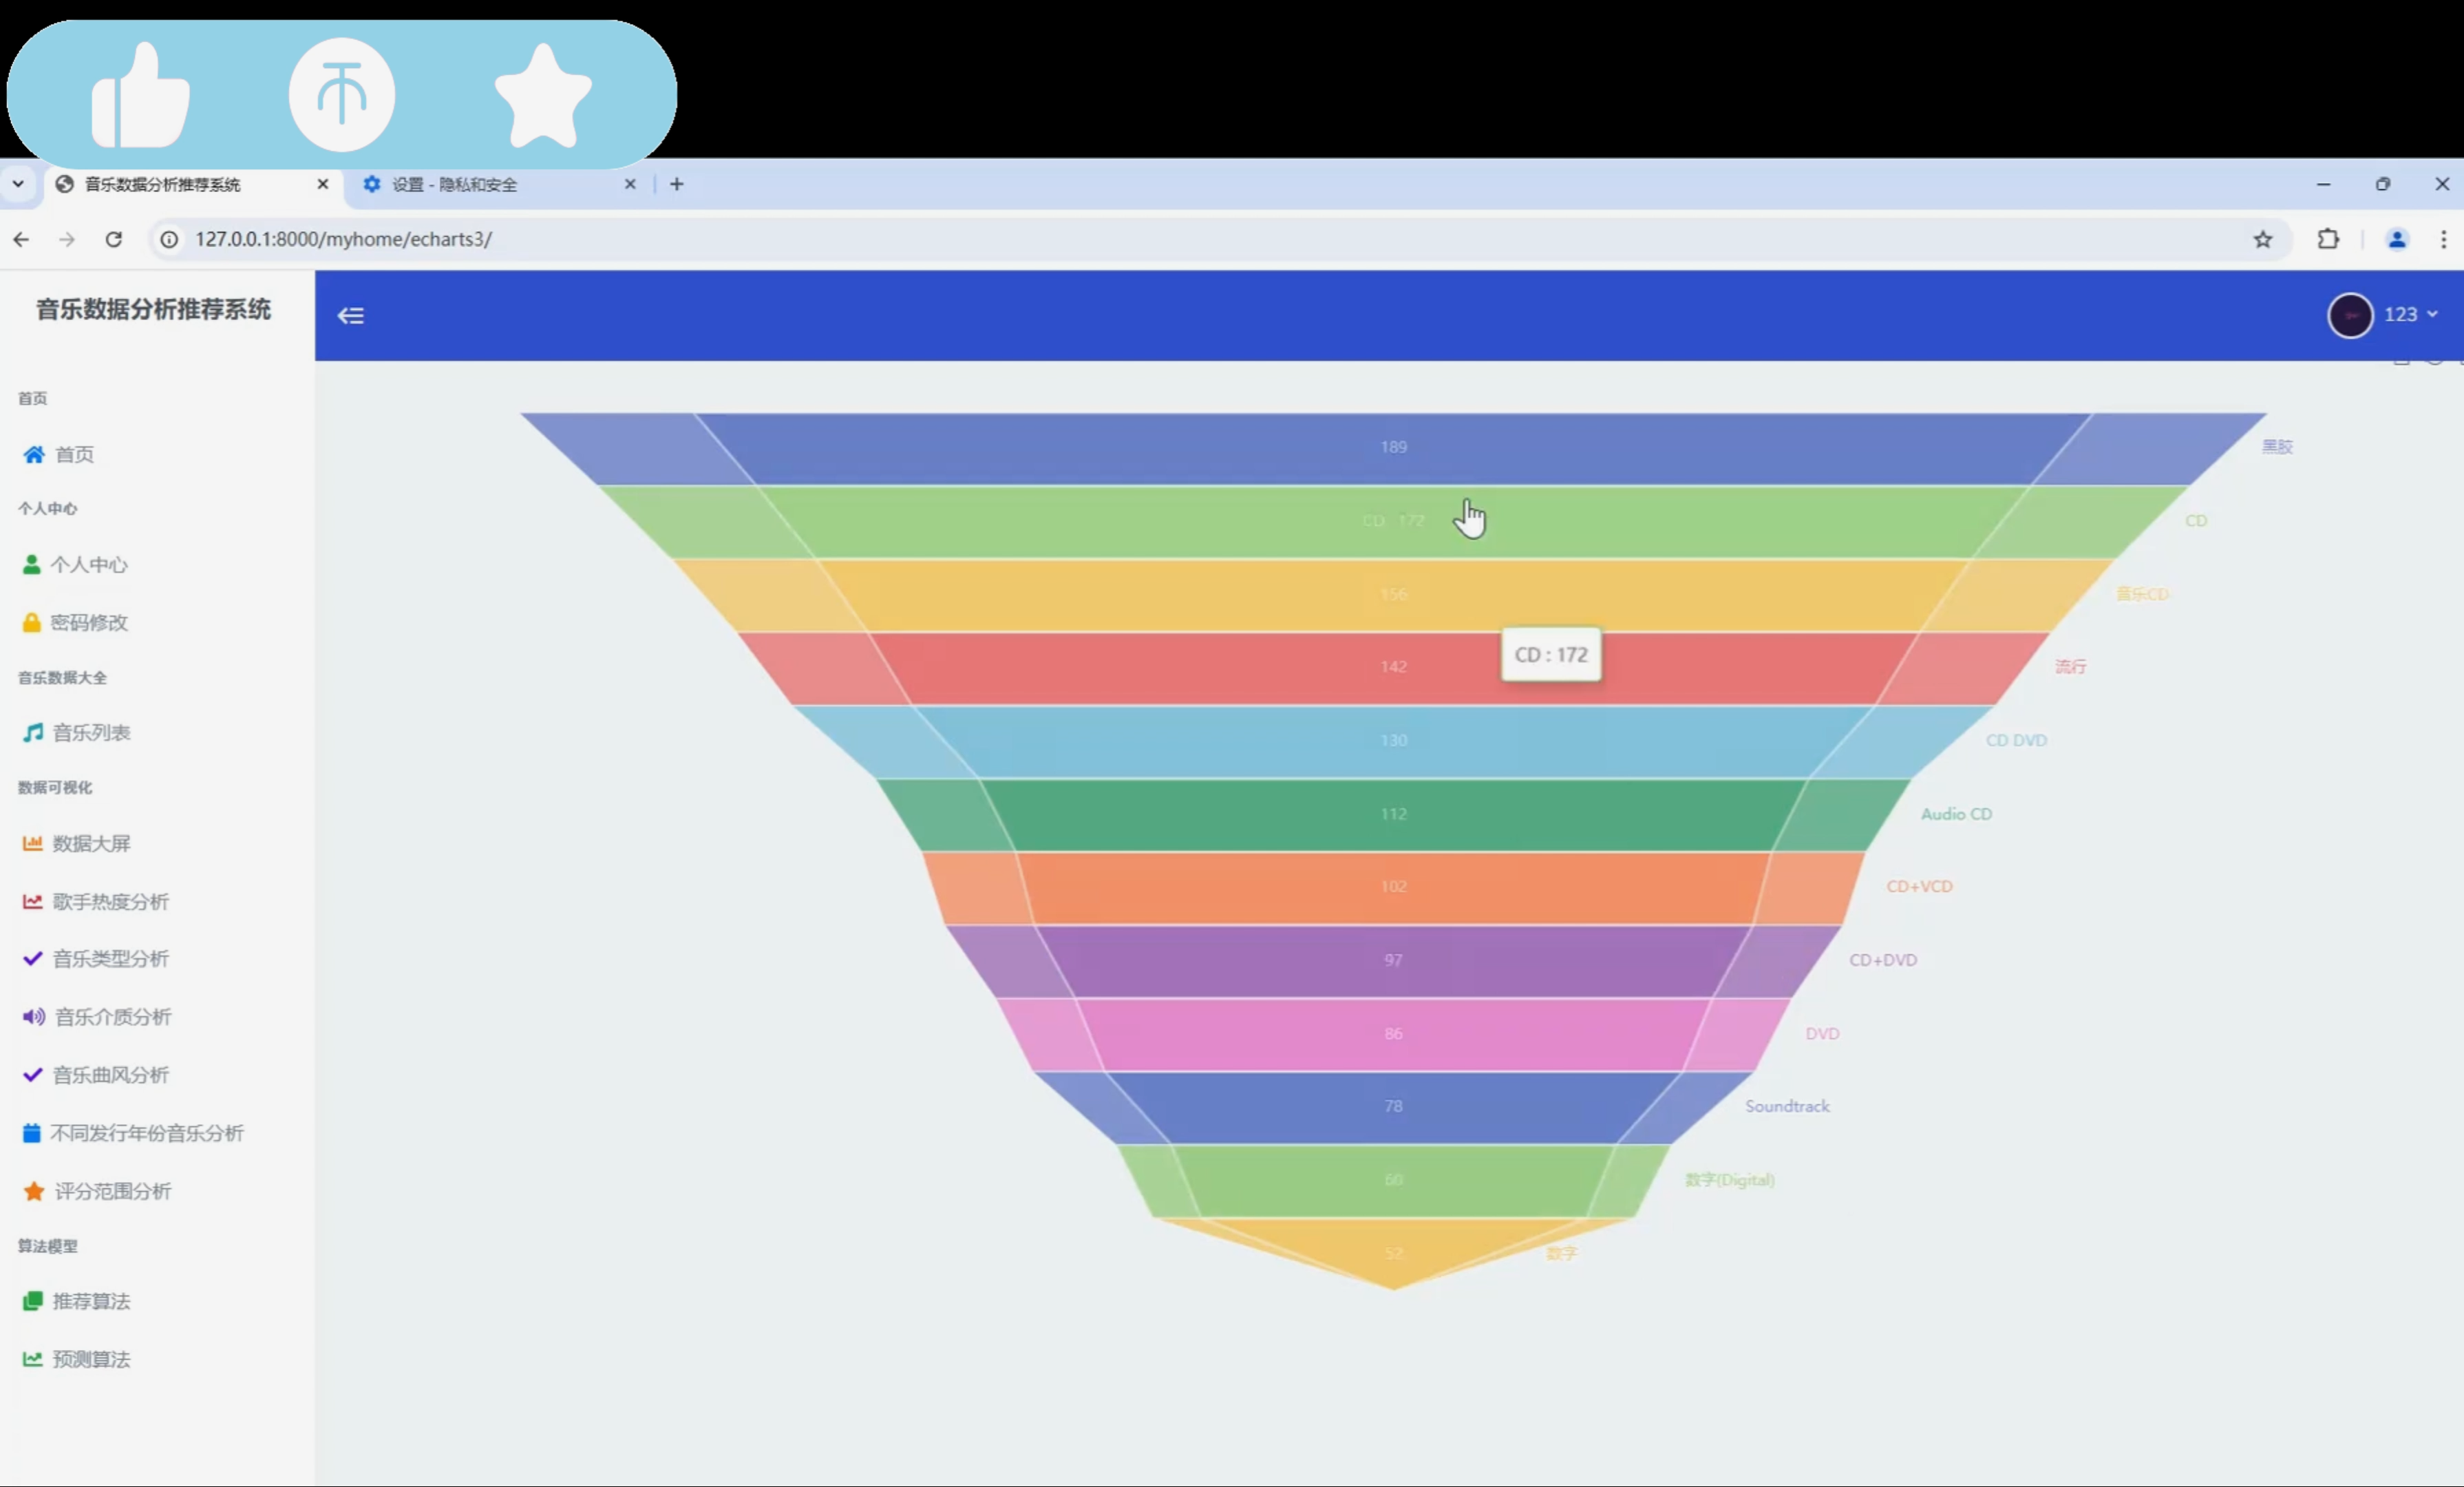 音乐数据分析推荐系统
设置 - 隐私和安全
127.0.0.1:8000/myhome/echarts3/
音乐数据分析推荐系统
123
首页
首页
个人中心
个人中心
密码修改
音乐数据大全
音乐列表
数据可视化
数据大屏
歌手热度分析
音乐类型分析
音乐介质分析
音乐曲风分析
不同发行年份音乐分析
评分范围分析
算法模型
推荐算法
预测算法
189 黑胶
CD : 172 CD
156 音乐CD
142 流行
CD : 172
130 CD DVD
112 Audio CD
102 CD+VCD
97 CD+DVD
86 DVD
78 Soundtrack
60 数字(Digital)
52 数字